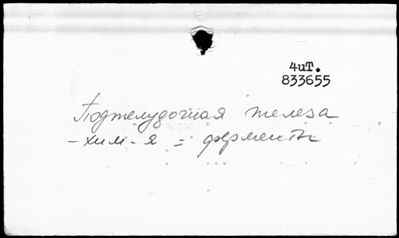 4иТ.
833655
Поджелудочная железа
- хим-я = ферменты